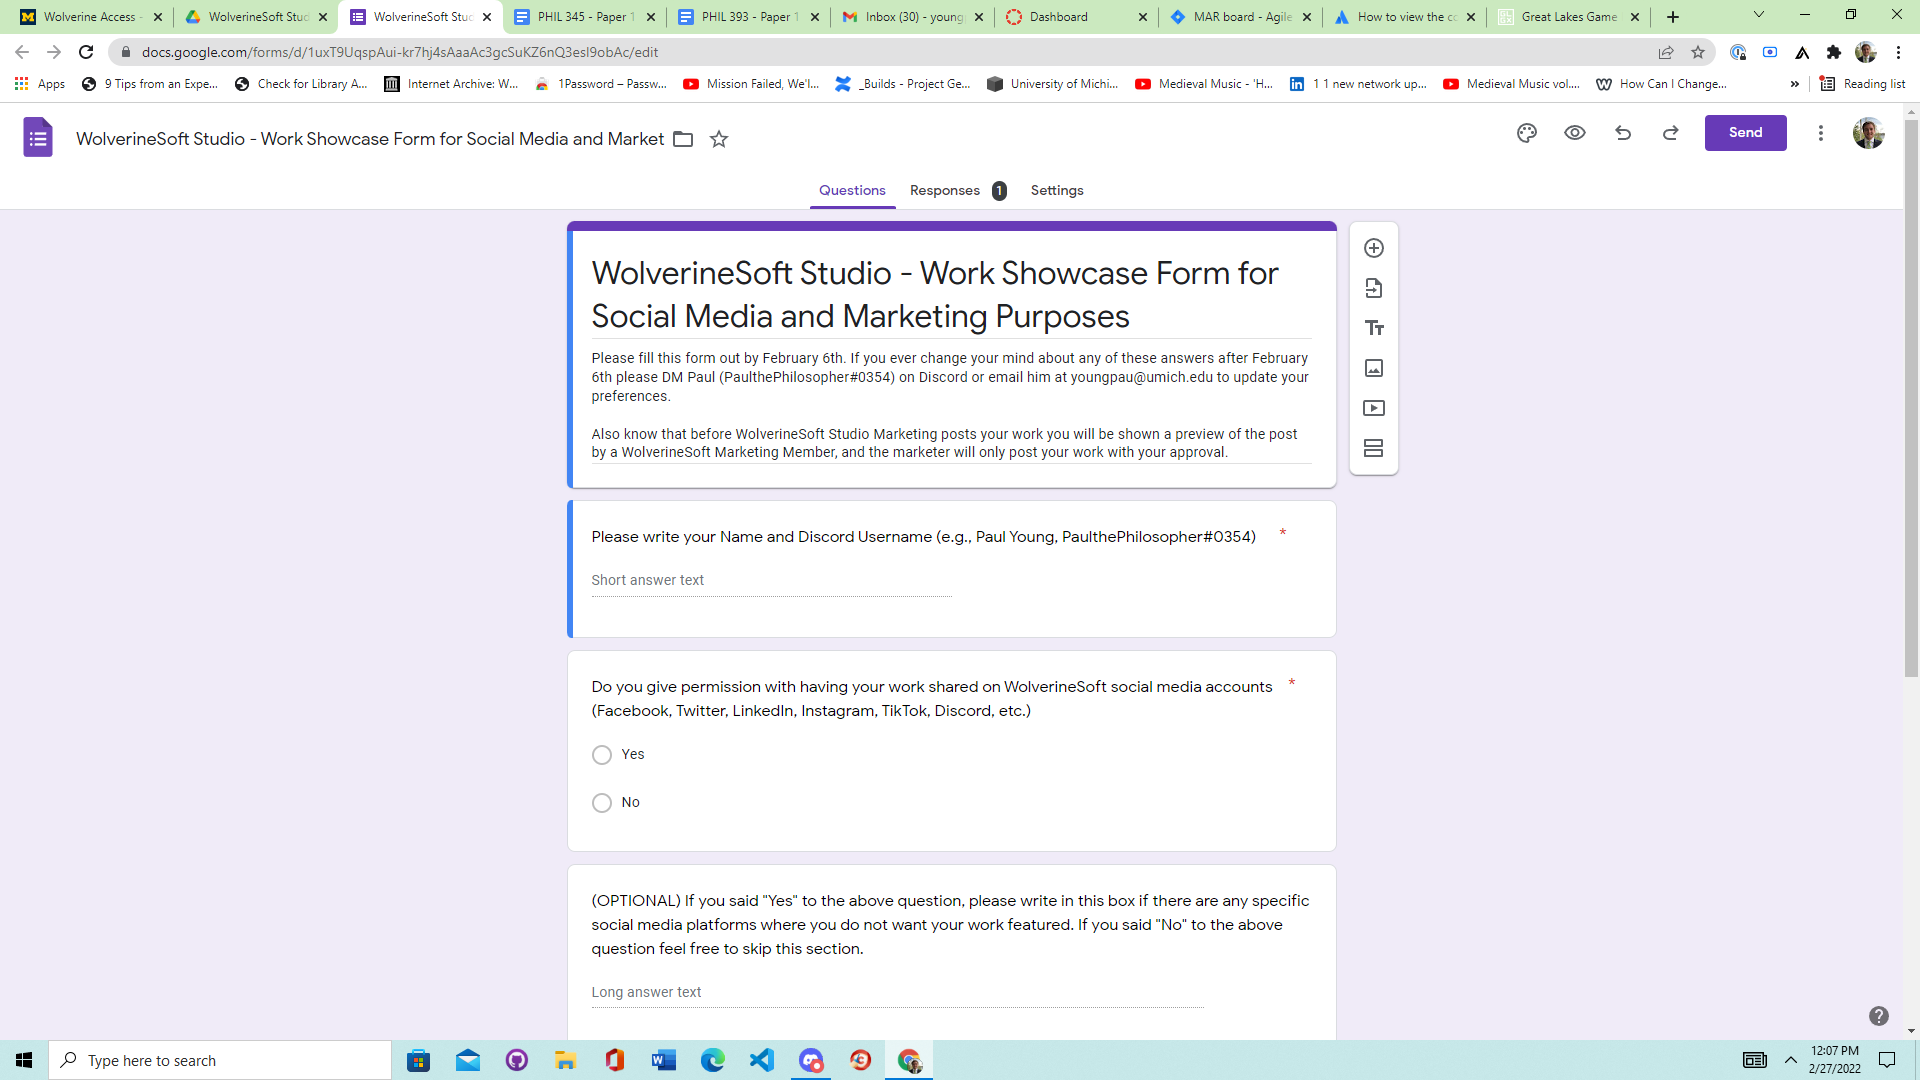 Wolverine Access -
WolverineSoft Stud
WolverineSoft Stud
PHIL 345 - Paper 1
PHIL 393 - Paper T
Inbox (30) - young
Dashboard
MAR board - Agile
How to view the co
Great Lakes Game
docs.google.com/forms/d/1uxT9UqspAui-kr7hj4sAaaAc3gcSuKZ6nQ3esI9obAc/edit
Apps
9 Tips from an Expe...
Check for Library A...
Internet Archive: W...
1Password – Passw...
Mission Failed, We'l...
_Builds - Project Ge...
University of Michi...
Medieval Music - 'H...
1 1 new network up...
Medieval Music vol....
How Can I Change...
»
Reading list
WolverineSoft Studio - Work Showcase Form for Social Media and Market
Send
Questions
Responses 1
Settings
WolverineSoft Studio - Work Showcase Form for
Social Media and Marketing Purposes
Please fill this form out by February 6th. If you ever change your mind about any of these answers after February
6th please DM Paul (PaulthePhilosopher#0354) on Discord or email him at youngpau@umich.edu to update your
preferences.
Also know that before WolverineSoft Studio Marketing posts your work you will be shown a preview of the post
by a WolverineSoft Marketing Member, and the marketer will only post your work with your approval.
Please write your Name and Discord Username (e.g., Paul Young, PaulthePhilosopher#0354) *
Short answer text
Do you give permission with having your work shared on WolverineSoft social media accounts *
(Facebook, Twitter, LinkedIn, Instagram, TikTok, Discord, etc.)
Yes
No
(OPTIONAL) If you said "Yes" to the above question, please write in this box if there are any specific
social media platforms where you do not want your work featured. If you said "No" to the above
question feel free to skip this section.
Long answer text
Type here to search
12:07 PM
2/27/2022